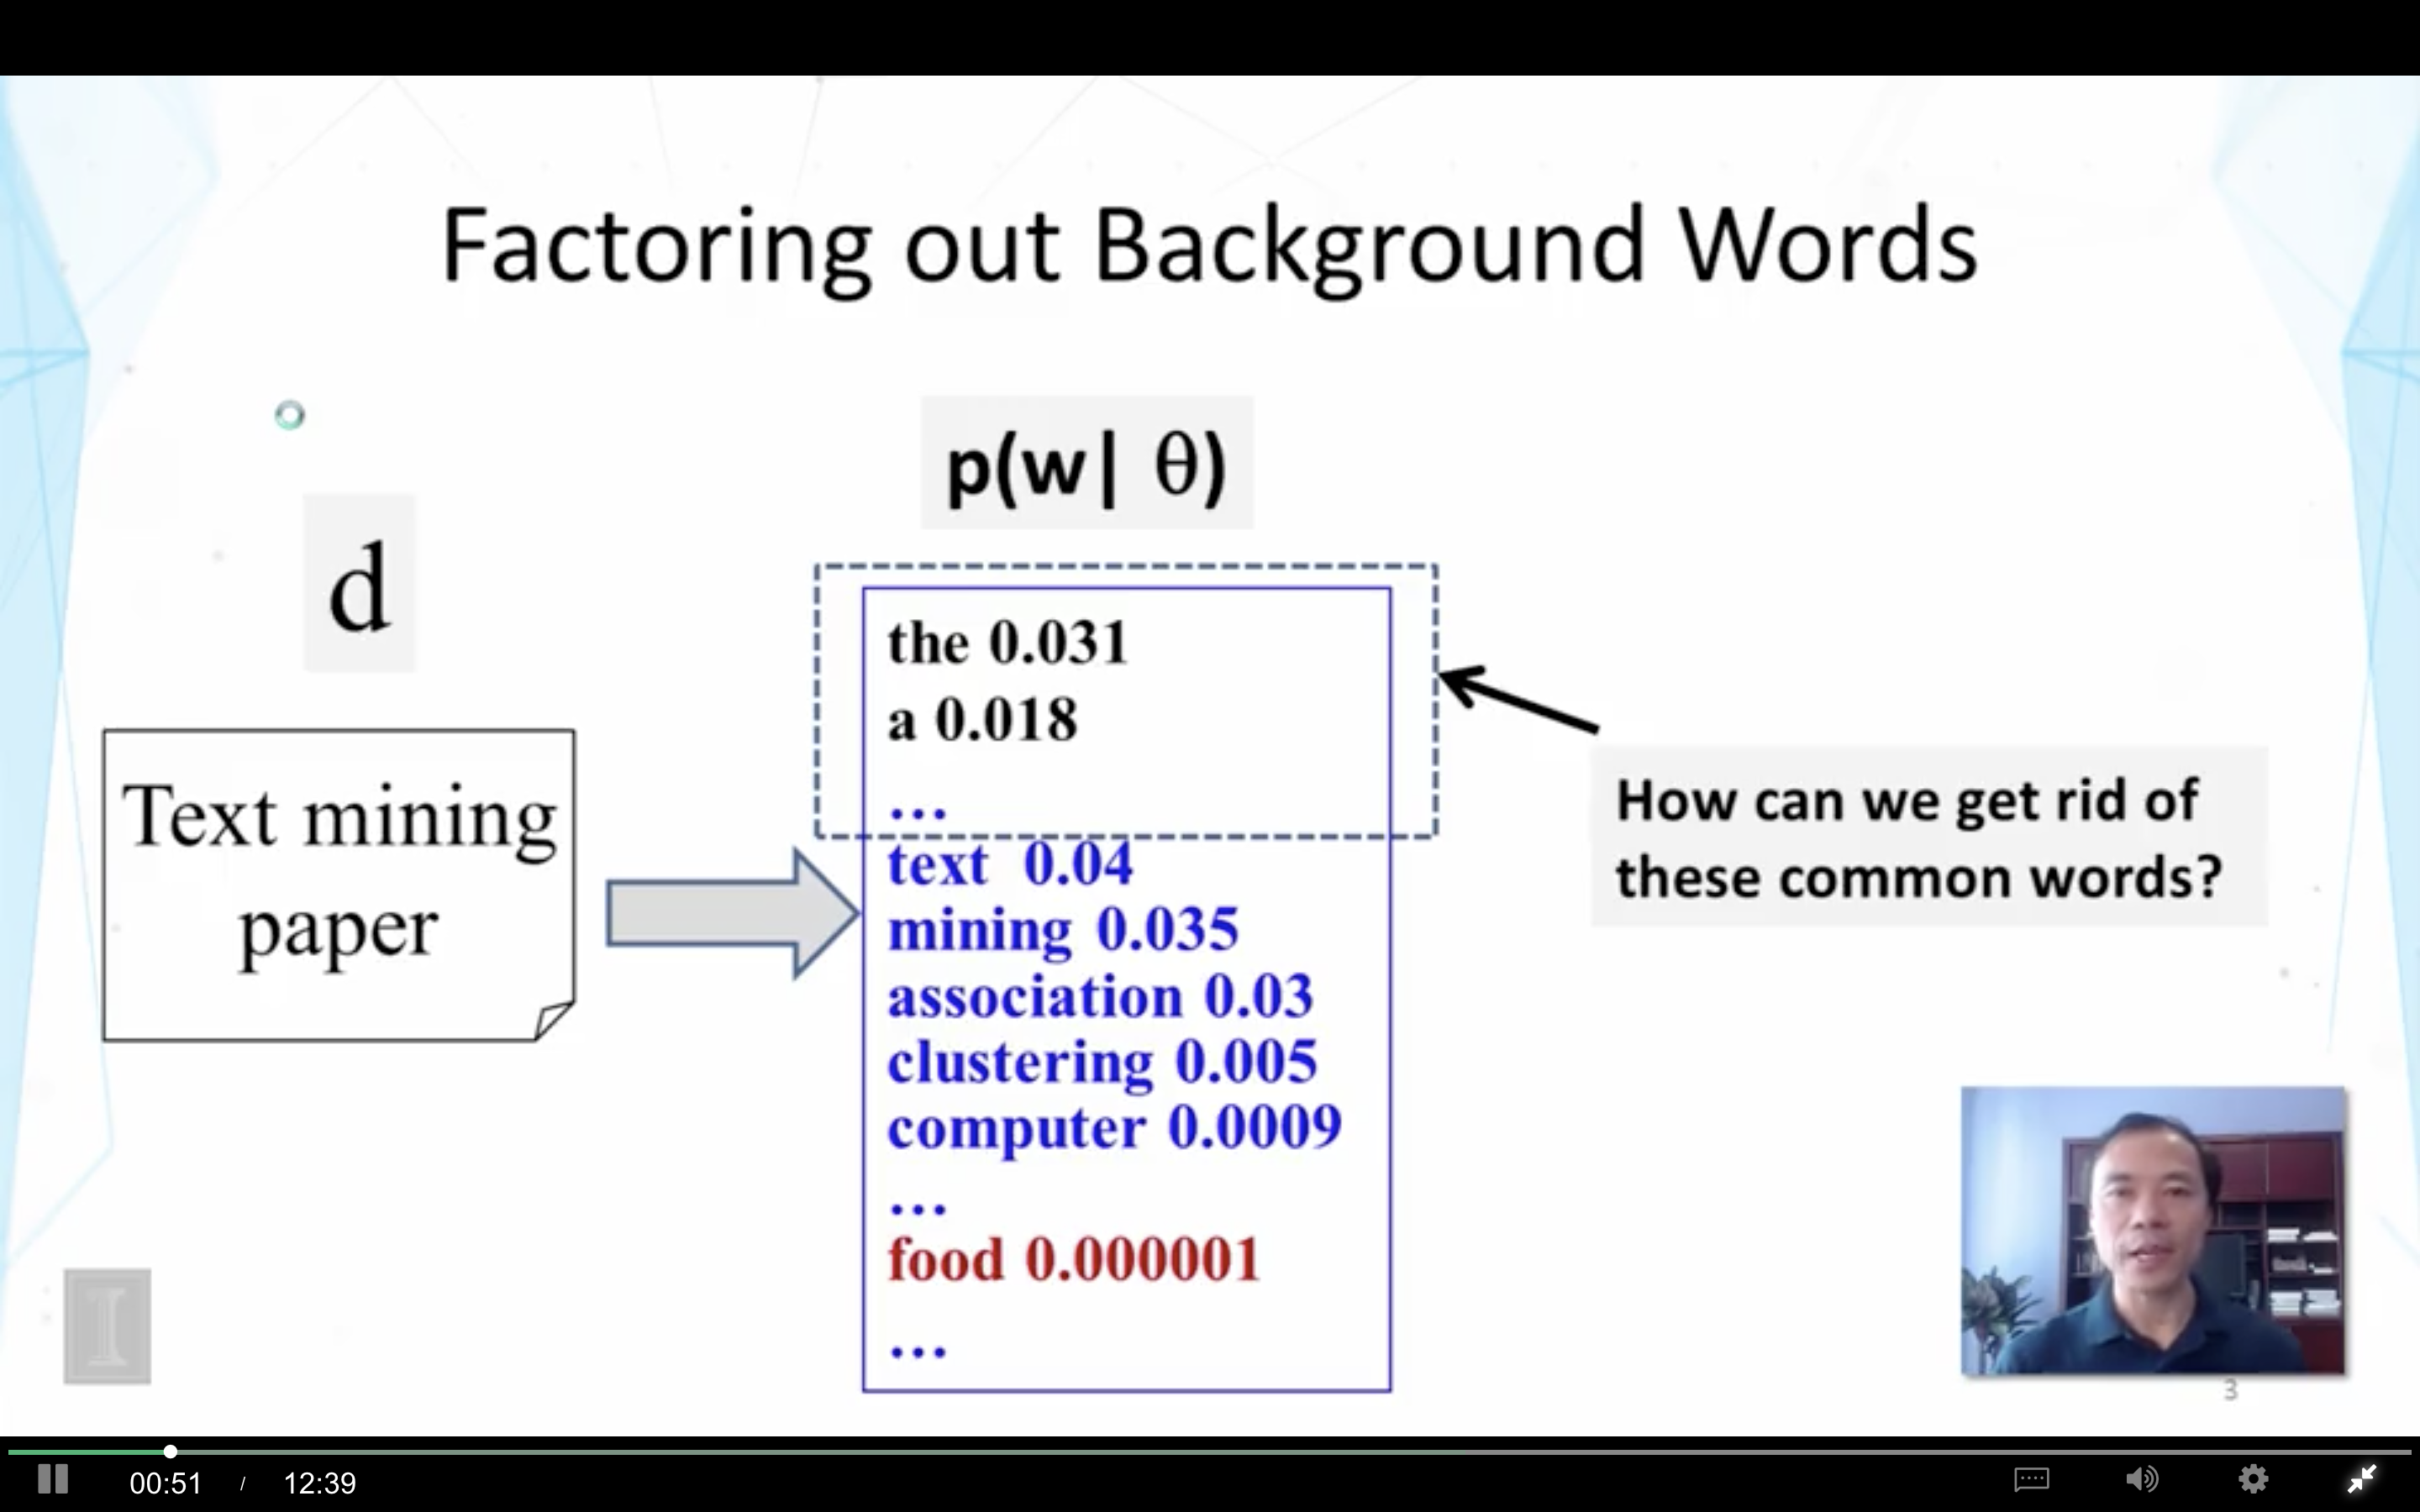 Factoring out Background Words
d
Text mining
paper
p(w| θ)
the 0.031
a 0.018
...
text 0.04
mining 0.035
association 0.03
clustering 0.005
computer 0.0009
...
food 0.000001
...
How can we get rid of
these common words?
I
3
00:51 / 12:39